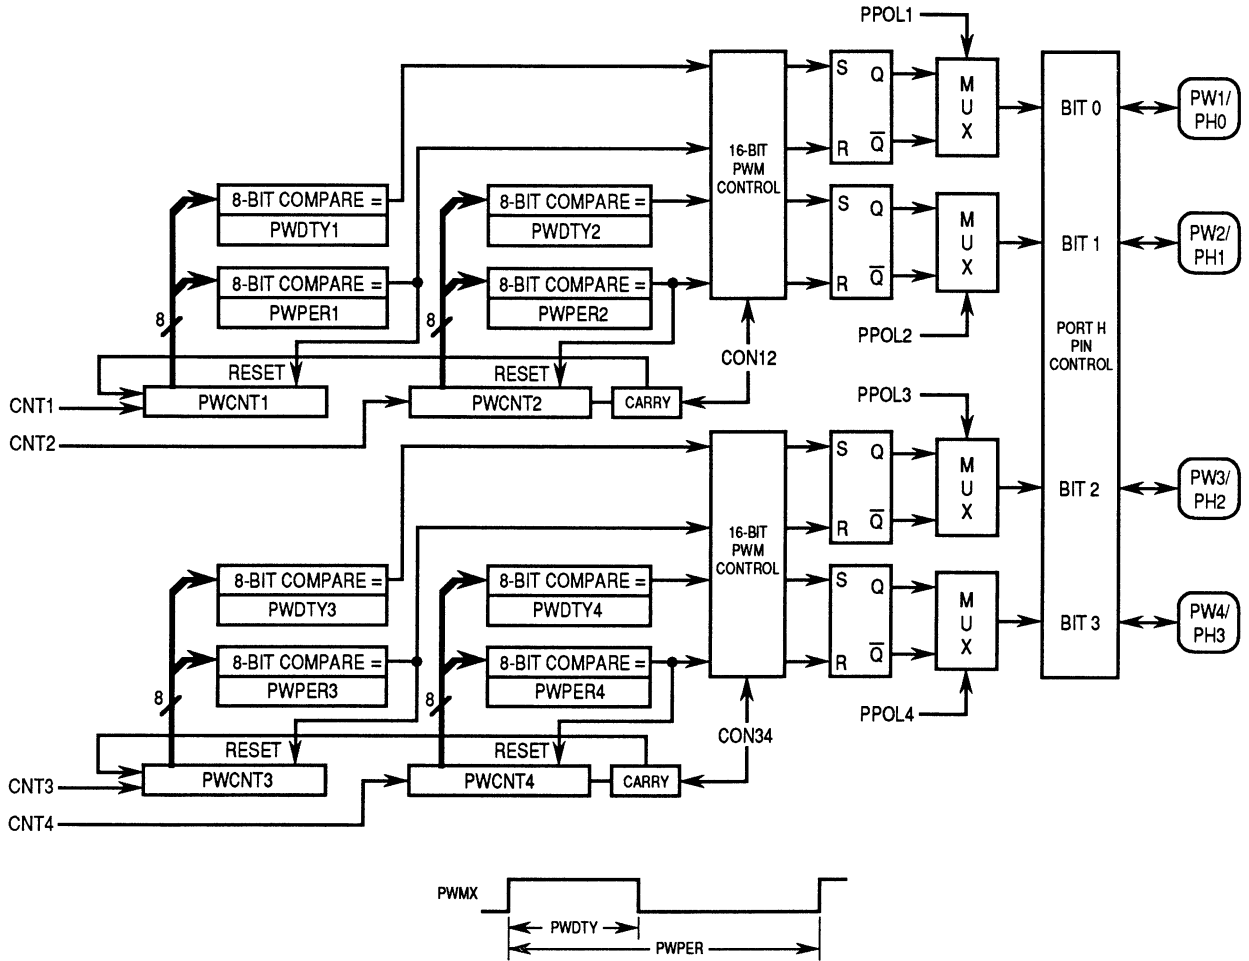 PPOL1
S Q
R Q̅
M
U
X
16-BIT
PWM
CONTROL
BIT 0
PW1/
PH0
8-BIT COMPARE =
PWDTY1
8-BIT COMPARE =
PWDTY2
S Q
R Q̅
M
U
X
BIT 1
PW2/
PH1
8-BIT COMPARE =
PWPER1
8
8-BIT COMPARE =
PWPER2
8
PPOL2
PORT H
PIN
CONTROL
CON12
RESET
RESET
CNT1
PWCNT1
PWCNT2
CARRY
CNT2
PPOL3
S Q
R Q̅
M
U
X
16-BIT
PWM
CONTROL
BIT 2
PW3/
PH2
8-BIT COMPARE =
PWDTY3
8-BIT COMPARE =
PWDTY4
S Q
R Q̅
M
U
X
BIT 3
PW4/
PH3
8-BIT COMPARE =
PWPER3
8
8-BIT COMPARE =
PWPER4
8
PPOL4
CON34
RESET
RESET
CNT3
PWCNT3
PWCNT4
CARRY
CNT4
PWMX
PWDTY
PWPER